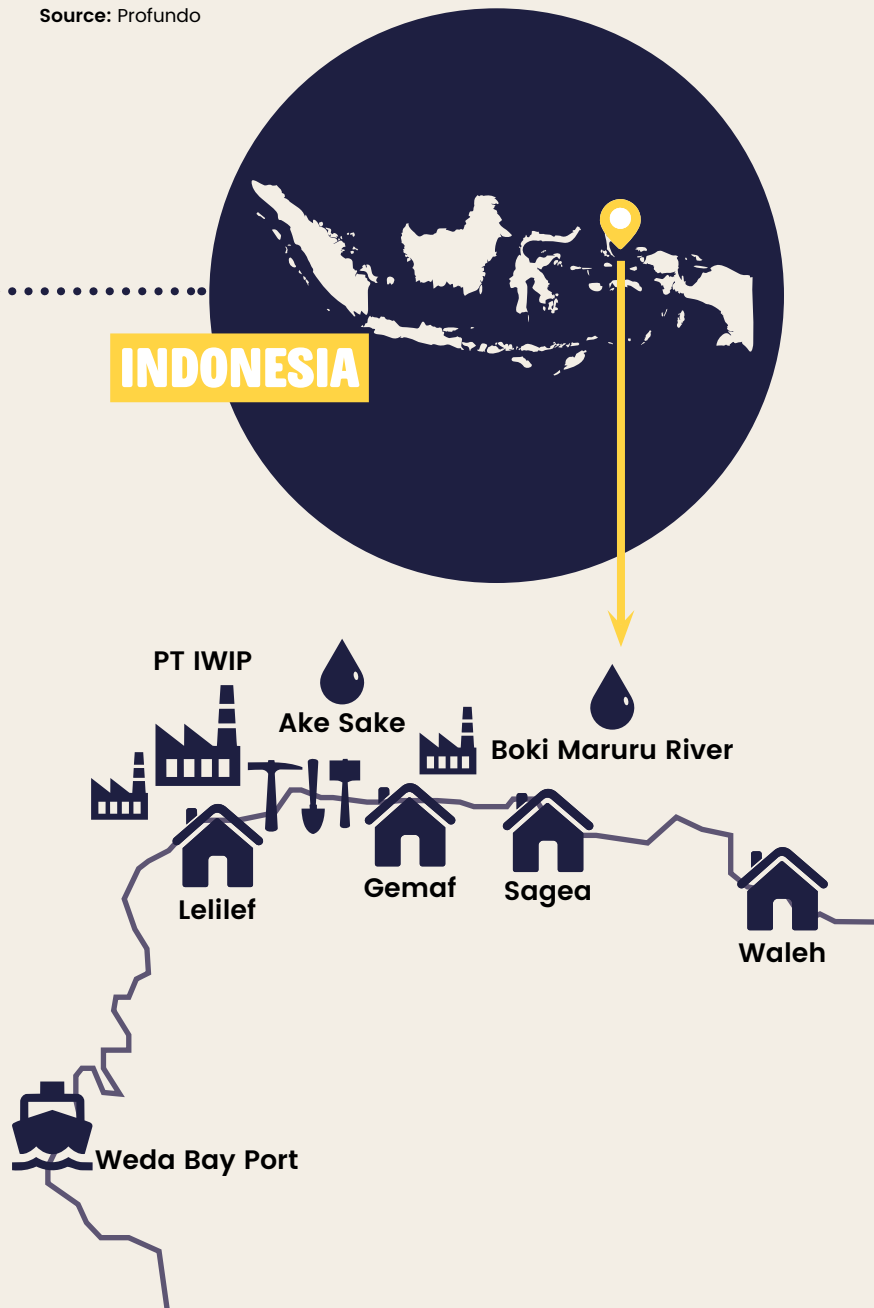 Source: Profundo
INDONESIA
PT IWIP
Ake Sake
Boki Maruru River
Lelilef
Gemaf
Sagea
Waleh
Weda Bay Port